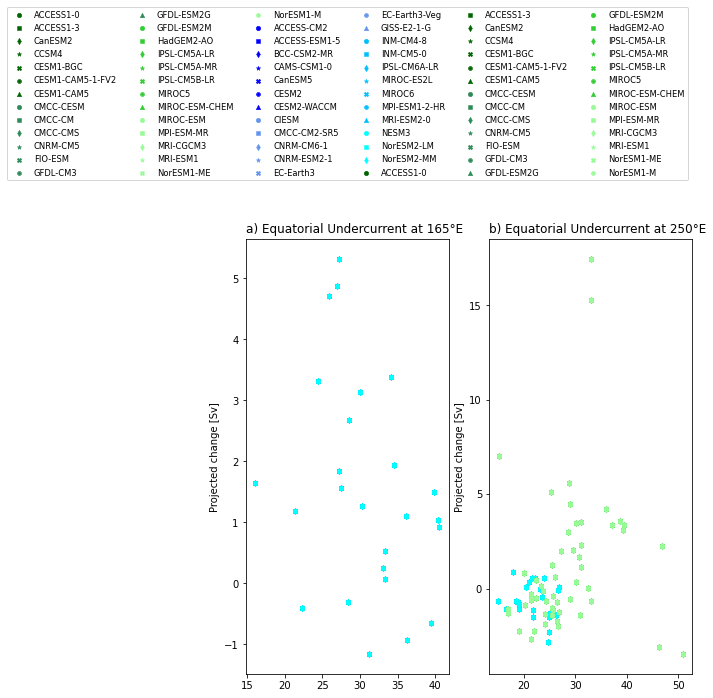 ACCESS1-0
ACCESS1-3
CanESM2
CCSM4
CESM1-BGC
CESM1-CAM5-1-FV2
CESM1-CAM5
CMCC-CESM
CMCC-CM
CMCC-CMS
CNRM-CM5
FIO-ESM
GFDL-CM3
GFDL-ESM2G
GFDL-ESM2M
HadGEM2-AO
IPSL-CM5A-LR
IPSL-CM5A-MR
IPSL-CM5B-LR
MIROC5
MIROC-ESM-CHEM
MIROC-ESM
MPI-ESM-MR
MRI-CGCM3
MRI-ESM1
NorESM1-ME
NorESM1-M
ACCESS-CM2
ACCESS-ESM1-5
BCC-CSM2-MR
CAMS-CSM1-0
CanESM5
CESM2
CESM2-WACCM
CIESM
CMCC-CM2-SR5
CNRM-CM6-1
CNRM-ESM2-1
EC-Earth3
EC-Earth3-Veg
GISS-E2-1-G
INM-CM4-8
INM-CM5-0
IPSL-CM6A-LR
MIROC-ES2L
MIROC6
MPI-ESM1-2-HR
MRI-ESM2-0
NESM3
NorESM2-LM
NorESM2-MM
ACCESS1-0
ACCESS1-3
CanESM2
CCSM4
CESM1-BGC
CESM1-CAM5-1-FV2
CESM1-CAM5
CMCC-CESM
CMCC-CM
CMCC-CMS
CNRM-CM5
FIO-ESM
GFDL-CM3
GFDL-ESM2G
GFDL-ESM2M
HadGEM2-AO
IPSL-CM5A-LR
IPSL-CM5A-MR
IPSL-CM5B-LR
MIROC5
MIROC-ESM-CHEM
MIROC-ESM
MPI-ESM-MR
MRI-CGCM3
MRI-ESM1
NorESM1-ME
NorESM1-M
a) Equatorial Undercurrent at 165°E
Projected change [Sv]
5
4
3
2
1
0
−1
15 20 25 30 35 40
b) Equatorial Undercurrent at 250°E
Projected change [Sv]
15
10
5
0
20 30 40 50